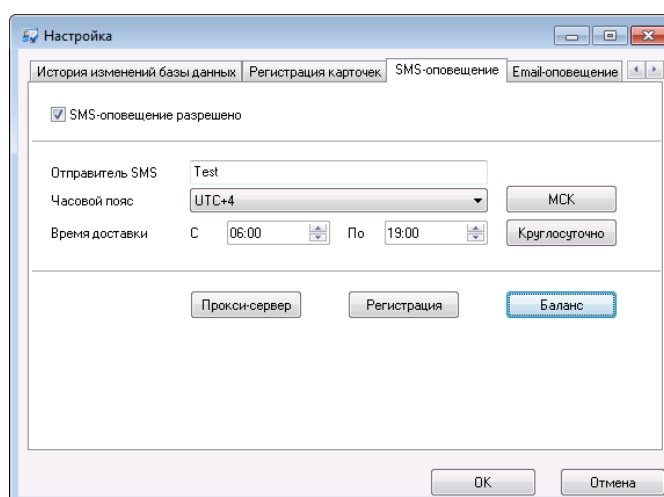 Настройка
История изменений базы данных Регистрация карточек SMS-оповещение Email-оповещение
SMS-оповещение разрешено
Отправитель SMS Test
Часовой пояс UTC+4 МСК
Время доставки С 06:00 По 19:00 Круглосуточно
Прокси-сервер Регистрация Баланс
OK Отмена